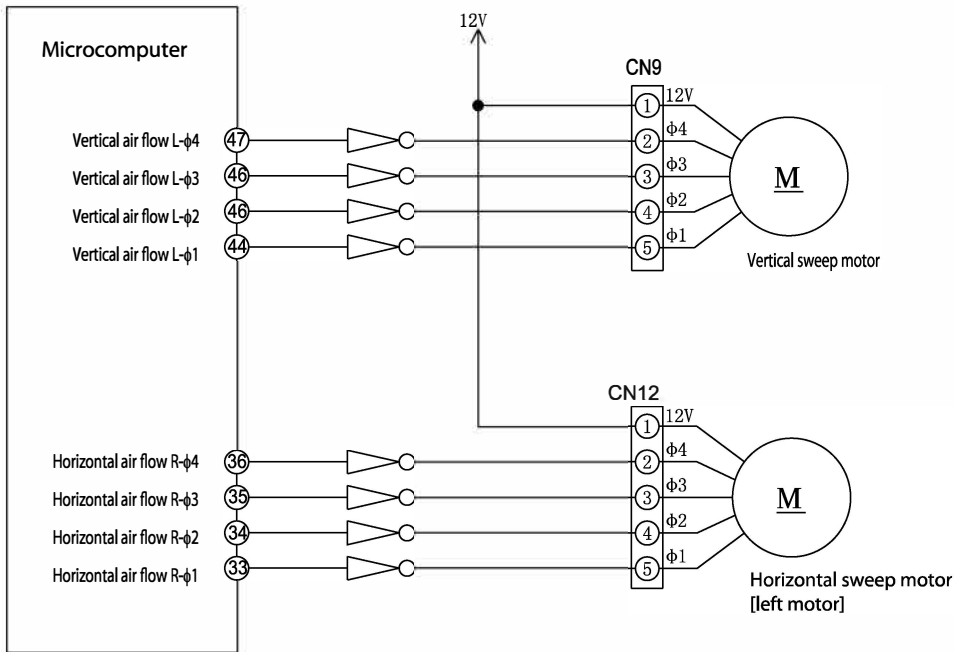 12V
Microcomputer
CN9
Vertical air flow L-ϕ4 47 1 12V
Vertical air flow L-ϕ3 46 2 ϕ4
Vertical air flow L-ϕ2 46 3 ϕ3
Vertical air flow L-ϕ1 44 4 ϕ2
5 ϕ1
M
Vertical sweep motor
CN12
1 12V
Horizontal air flow R-ϕ4 36 2 ϕ4
Horizontal air flow R-ϕ3 35 3 ϕ3
Horizontal air flow R-ϕ2 34 4 ϕ2
Horizontal air flow R-ϕ1 33 5 ϕ1
M
Horizontal sweep motor
[left motor]